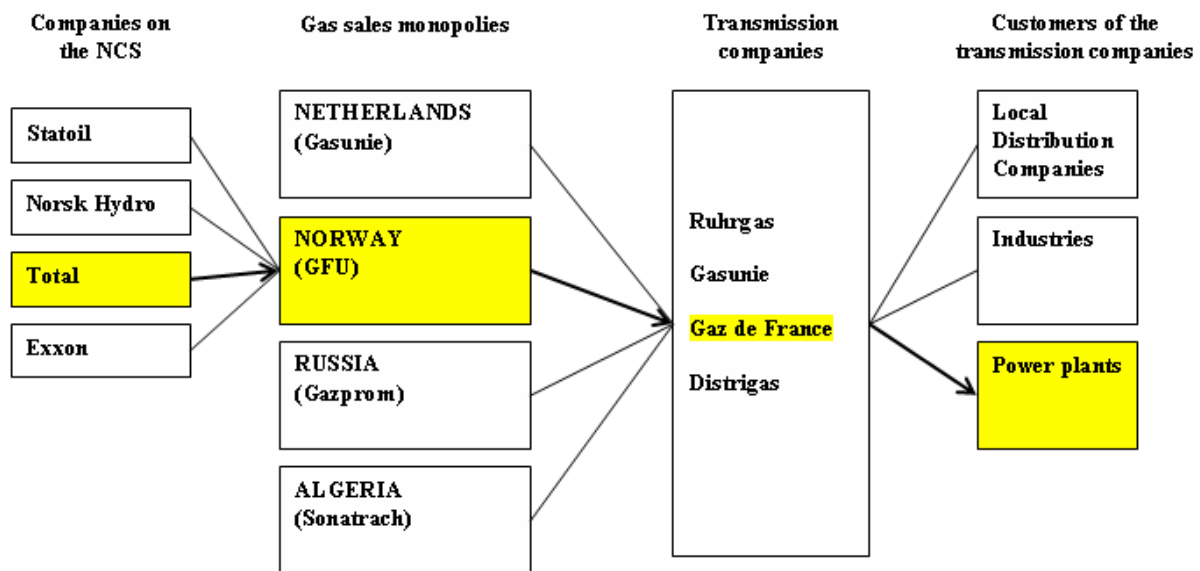 Companies on
the NCS
Gas sales monopolies
Transmission
companies
Customers of the
transmission companies
Statoil
Norsk Hydro
Total
Exxon
NETHERLANDS
(Gasunie)
NORWAY
(GFU)
RUSSIA
(Gazprom)
ALGERIA
(Sonatrach)
Ruhrgas
Gasunie
Gaz de France
Distrigas
Local
Distribution
Companies
Industries
Power plants